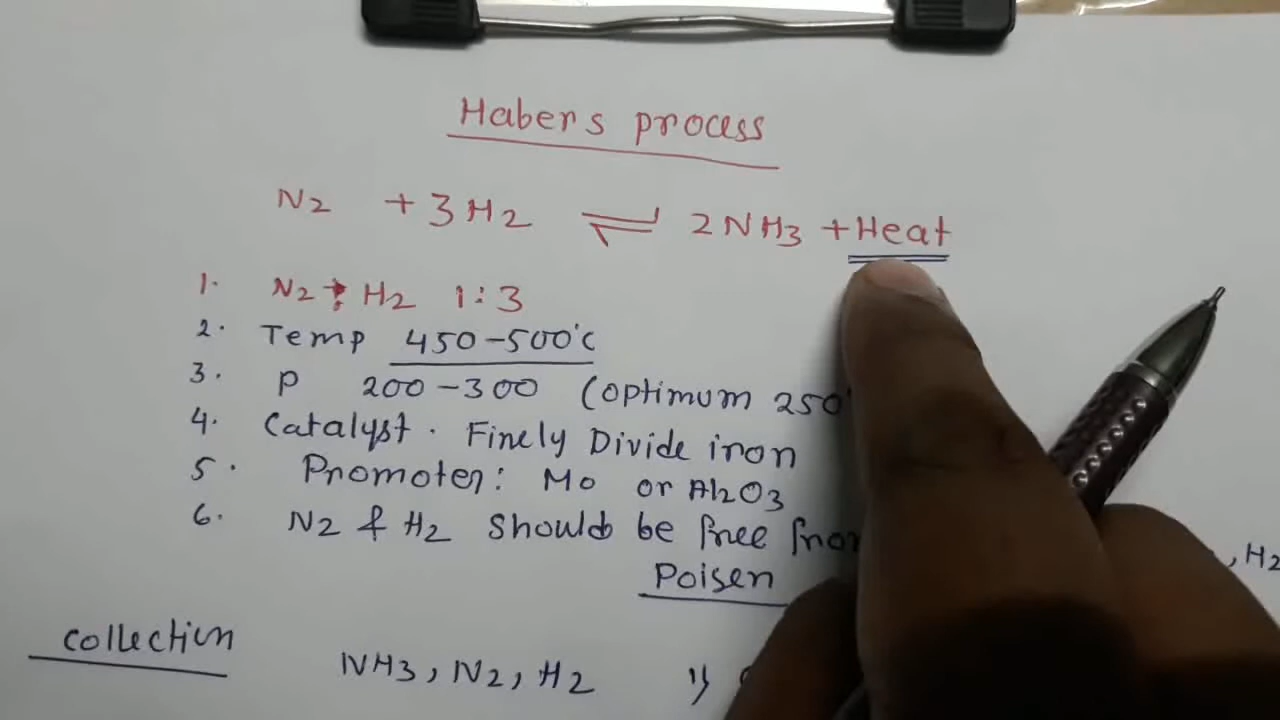 Habers process
N2 + 3H2 ⇌ 2NH3 + Heat
1. N2 : H2 1:3
2. Temp 450-500°C
3. P 200-300 (optimum 250
4. Catalyst. Finely Divide iron
5. Promoter: Mo or Al2O3
6. N2 & H2 should be free from
Poisen
, H2
Collection
NH3, N2, H2 1)